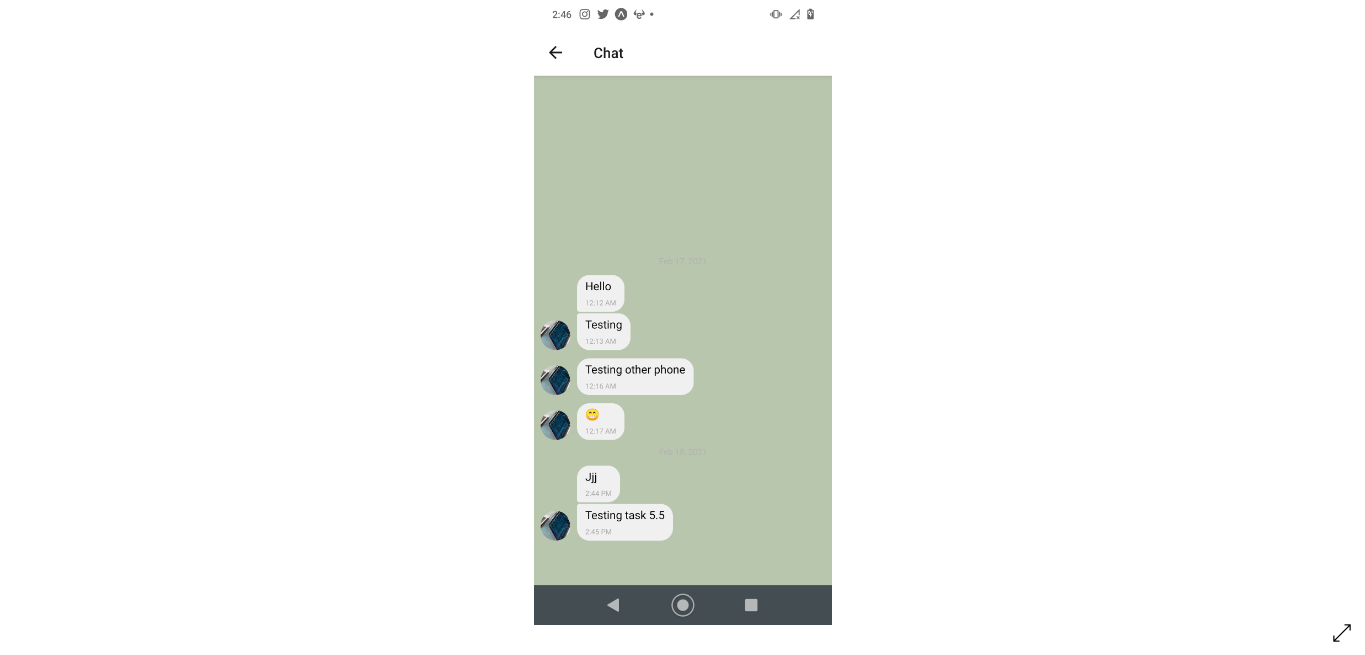 2:46
Chat
Feb 17, 2021
Hello
12:12 AM
Testing
12:13 AM
Testing other phone
12:16 AM
😁
12:17 AM
Feb 18, 2021
Jjj
2:44 PM
Testing task 5.5
2:45 PM